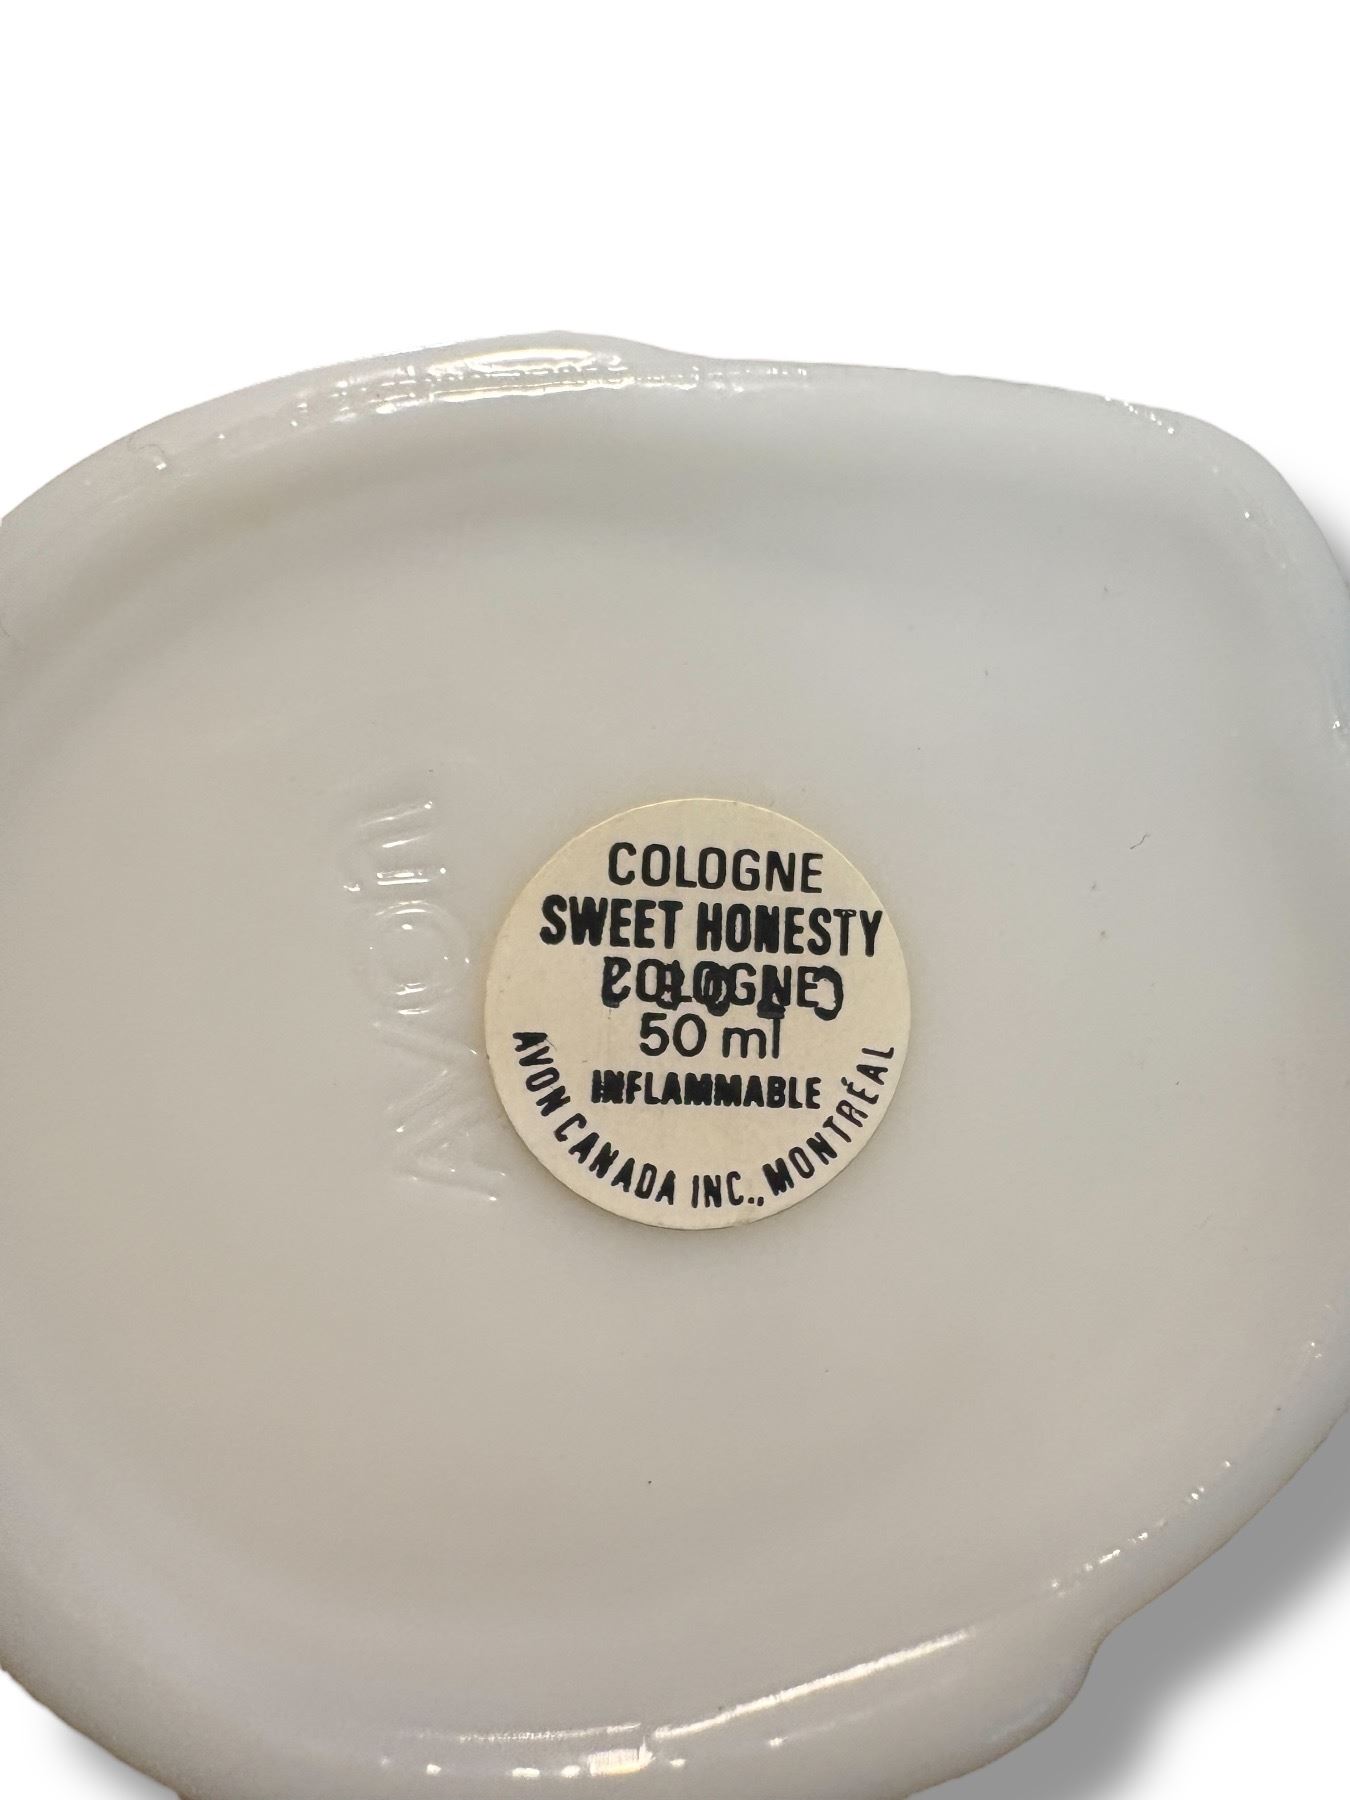 COLOGNE
SWEET HONESTY
COLOGNE
50 ml
INFLAMMABLE
AVON CANADA INC., MONTRÉAL
AVON